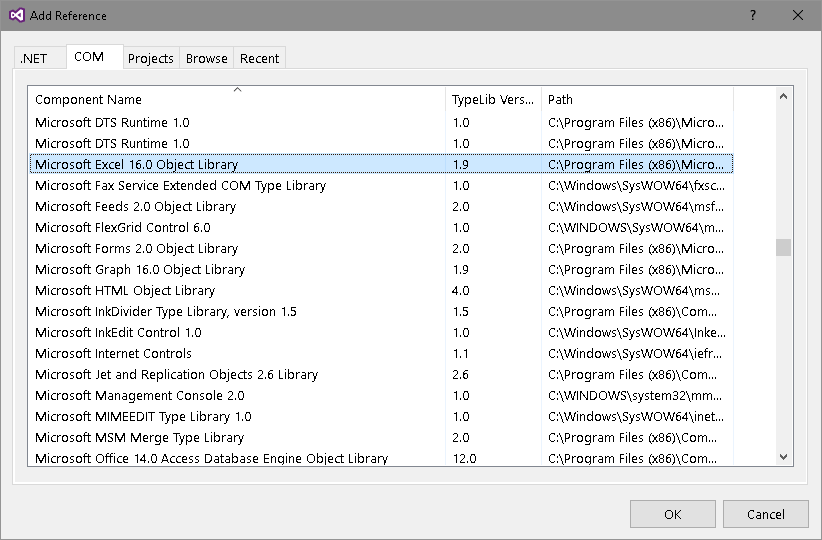 Add Reference ?
.NET COM Projects Browse Recent
Component Name TypeLib Vers... Path
Microsoft DTS Runtime 1.0 1.0 C:\Program Files (x86)\Micro...
Microsoft DTS Runtime 1.0 1.0 C:\Program Files (x86)\Micro...
Microsoft Excel 16.0 Object Library 1.9 C:\Program Files (x86)\Micro...
Microsoft Fax Service Extended COM Type Library 1.0 C:\Windows\SysWOW64\fxsc...
Microsoft Feeds 2.0 Object Library 2.0 C:\Windows\SysWOW64\msf...
Microsoft FlexGrid Control 6.0 1.0 C:\WINDOWS\SysWOW64\m...
Microsoft Forms 2.0 Object Library 2.0 C:\Program Files (x86)\Micro...
Microsoft Graph 16.0 Object Library 1.9 C:\Program Files (x86)\Micro...
Microsoft HTML Object Library 4.0 C:\Windows\SysWOW64\ms...
Microsoft InkDivider Type Library, version 1.5 1.5 C:\Program Files (x86)\Com...
Microsoft InkEdit Control 1.0 1.0 C:\Windows\SysWOW64\Inke...
Microsoft Internet Controls 1.1 C:\Windows\SysWOW64\iefr...
Microsoft Jet and Replication Objects 2.6 Library 2.6 C:\Program Files (x86)\Com...
Microsoft Management Console 2.0 1.0 C:\WINDOWS\system32\mm...
Microsoft MIMEEDIT Type Library 1.0 1.0 C:\Windows\SysWOW64\inet...
Microsoft MSM Merge Type Library 2.0 C:\Program Files (x86)\Com...
Microsoft Office 14.0 Access Database Engine Object Library 12.0 C:\Program Files (x86)\Com...
OK Cancel